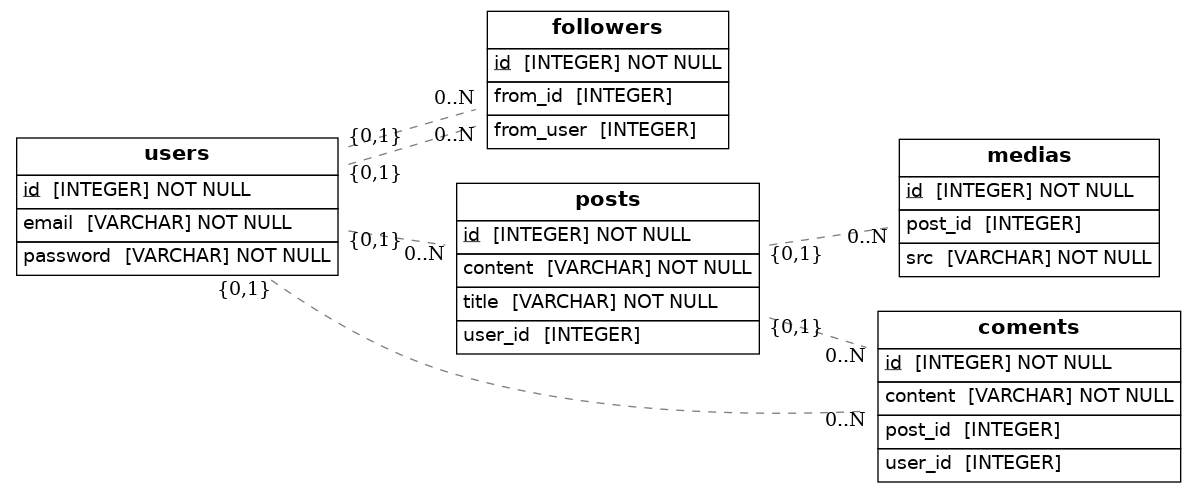 followers
id [INTEGER] NOT NULL
from_id [INTEGER]
from_user [INTEGER]
0..N
{0,1}
0..N
{0,1}
users
id [INTEGER] NOT NULL
email [VARCHAR] NOT NULL
password [VARCHAR] NOT NULL
{0,1}
0..N
{0,1}
posts
id [INTEGER] NOT NULL
content [VARCHAR] NOT NULL
title [VARCHAR] NOT NULL
user_id [INTEGER]
{0,1}
0..N
{0,1}
0..N
0..N
medias
id [INTEGER] NOT NULL
post_id [INTEGER]
src [VARCHAR] NOT NULL
coments
id [INTEGER] NOT NULL
content [VARCHAR] NOT NULL
post_id [INTEGER]
user_id [INTEGER]